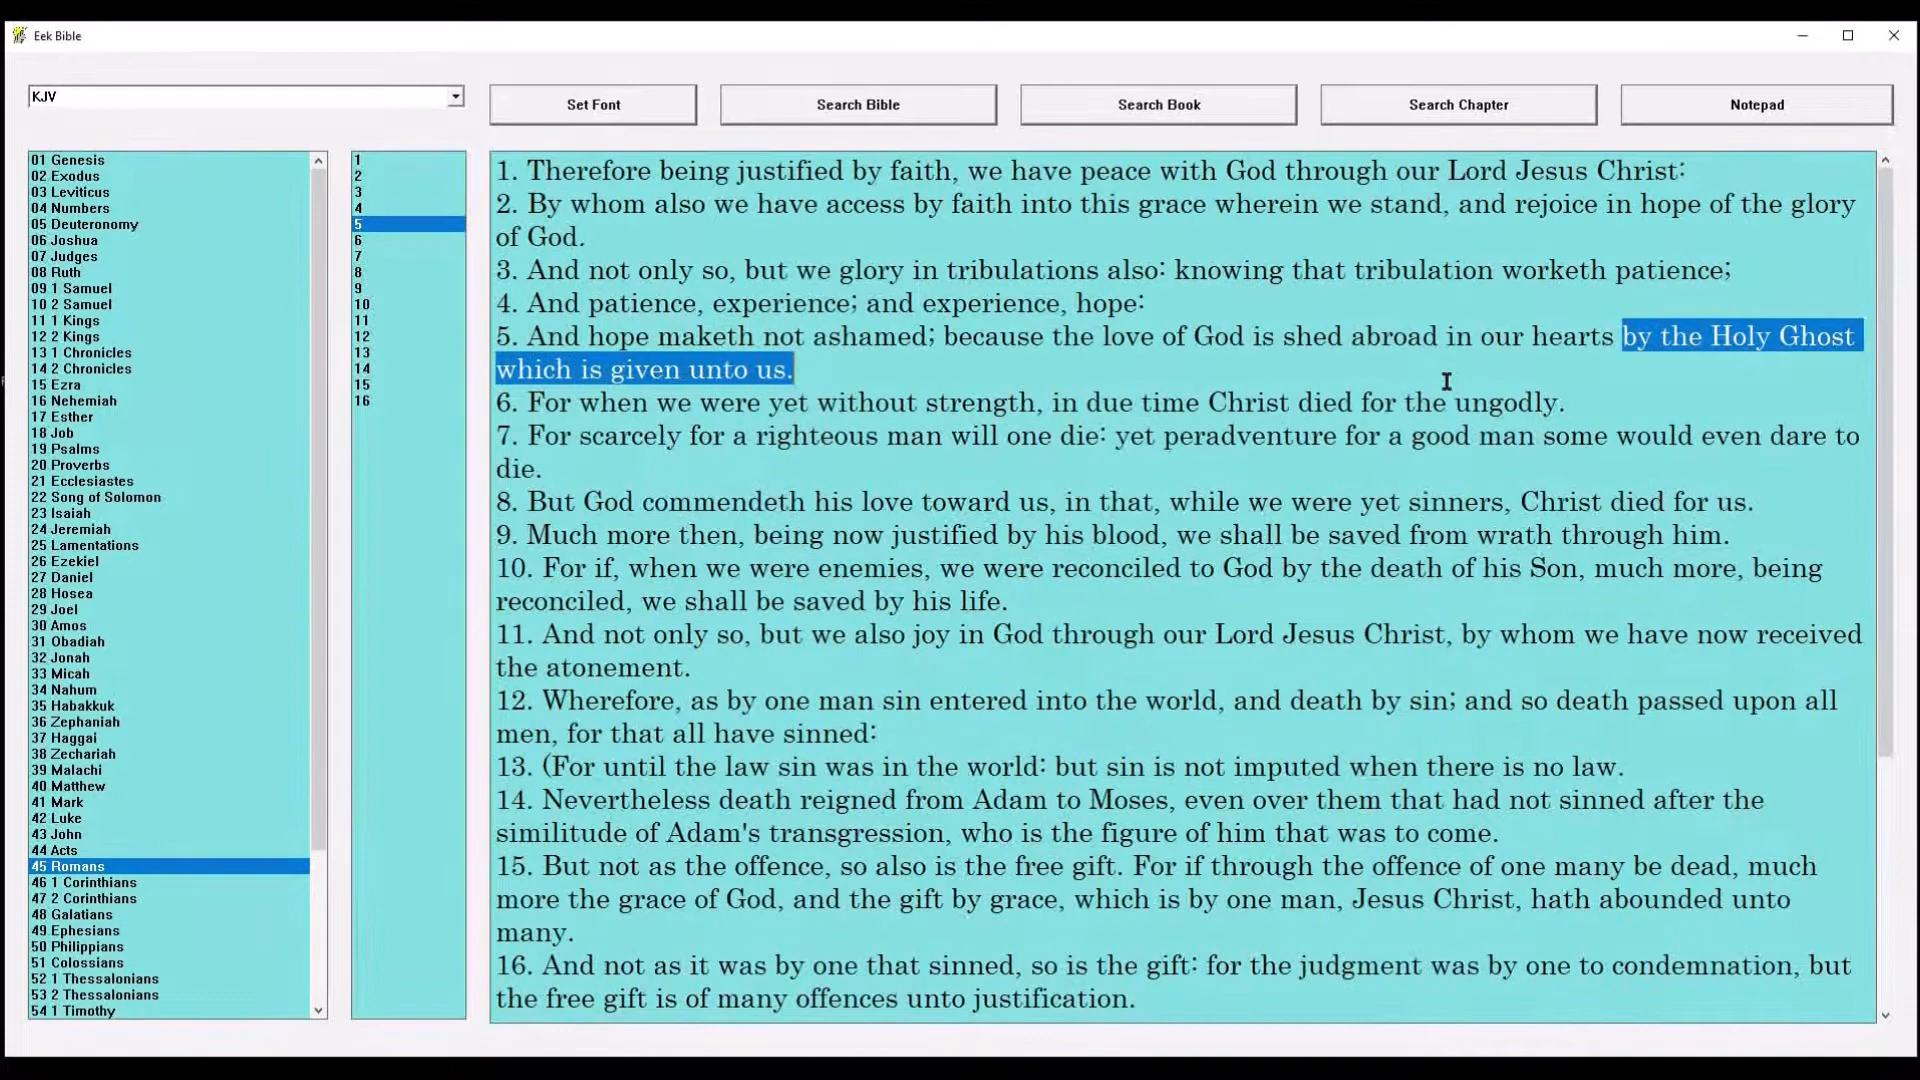 Eek Bible
KJV
Set Font
Search Bible
Search Book
Search Chapter
Notepad
01 Genesis
02 Exodus
03 Leviticus
04 Numbers
05 Deuteronomy
06 Joshua
07 Judges
08 Ruth
09 1 Samuel
10 2 Samuel
11 1 Kings
12 2 Kings
13 1 Chronicles
14 2 Chronicles
15 Ezra
16 Nehemiah
17 Esther
18 Job
19 Psalms
20 Proverbs
21 Ecclesiastes
22 Song of Solomon
23 Isaiah
24 Jeremiah
25 Lamentations
26 Ezekiel
27 Daniel
28 Hosea
29 Joel
30 Amos
31 Obadiah
32 Jonah
33 Micah
34 Nahum
35 Habakkuk
36 Zephaniah
37 Haggai
38 Zechariah
39 Malachi
40 Matthew
41 Mark
42 Luke
43 John
44 Acts
45 Romans
46 1 Corinthians
47 2 Corinthians
48 Galatians
49 Ephesians
50 Philippians
51 Colossians
52 1 Thessalonians
53 2 Thessalonians
54 1 Timothy
1
2
3
4
5
6
7
8
9
10
11
12
13
14
15
16
1. Therefore being justified by faith, we have peace with God through our Lord Jesus Christ:
2. By whom also we have access by faith into this grace wherein we stand, and rejoice in hope of the glory
of God.
3. And not only so, but we glory in tribulations also: knowing that tribulation worketh patience;
4. And patience, experience; and experience, hope:
5. And hope maketh not ashamed; because the love of God is shed abroad in our hearts by the Holy Ghost
which is given unto us.
6. For when we were yet without strength, in due time Christ died for the ungodly.
7. For scarcely for a righteous man will one die: yet peradventure for a good man some would even dare to
die.
8. But God commendeth his love toward us, in that, while we were yet sinners, Christ died for us.
9. Much more then, being now justified by his blood, we shall be saved from wrath through him.
10. For if, when we were enemies, we were reconciled to God by the death of his Son, much more, being
reconciled, we shall be saved by his life.
11. And not only so, but we also joy in God through our Lord Jesus Christ, by whom we have now received
the atonement.
12. Wherefore, as by one man sin entered into the world, and death by sin; and so death passed upon all
men, for that all have sinned:
13. (For until the law sin was in the world: but sin is not imputed when there is no law.
14. Nevertheless death reigned from Adam to Moses, even over them that had not sinned after the
similitude of Adam's transgression, who is the figure of him that was to come.
15. But not as the offence, so also is the free gift. For if through the offence of one many be dead, much
more the grace of God, and the gift by grace, which is by one man, Jesus Christ, hath abounded unto
many.
16. And not as it was by one that sinned, so is the gift: for the judgment was by one to condemnation, but
the free gift is of many offences unto justification.